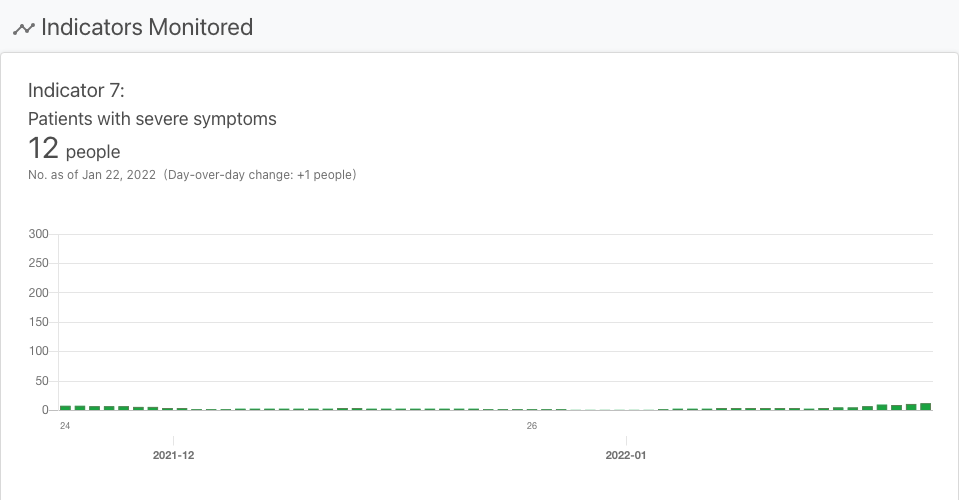 Indicators Monitored
Indicator 7:
Patients with severe symptoms
12 people
No. as of Jan 22, 2022 (Day-over-day change: +1 people)
300
250
200
150
100
50
0
24 26
2021-12 2022-01